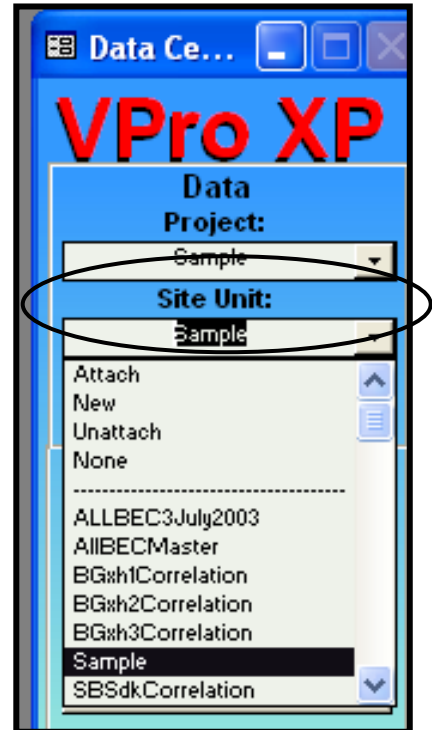 Data Ce...
VPro XP
Data
Project:
Sample
Site Unit:
Sample
Attach
New
Unattach
None
------------------------------------
ALLBEC3July2003
AllBECMaster
BGxh1Correlation
BGxh2Correlation
BGxh3Correlation
Sample
SBSdkCorrelation